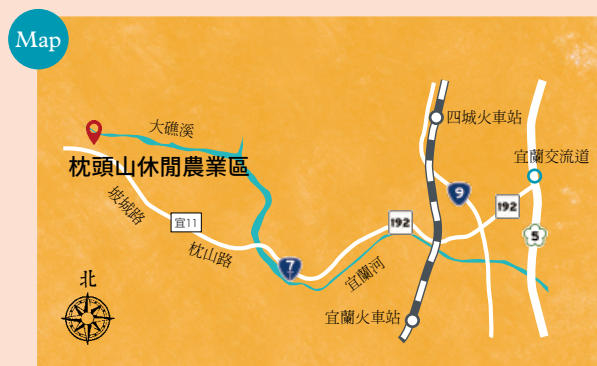 Map
大礁溪
枕頭山休閒農業區
坡城路
宜11
枕山路
7
宜蘭河
192
四城火車站
9
192
宜蘭交流道
5
宜蘭火車站
北